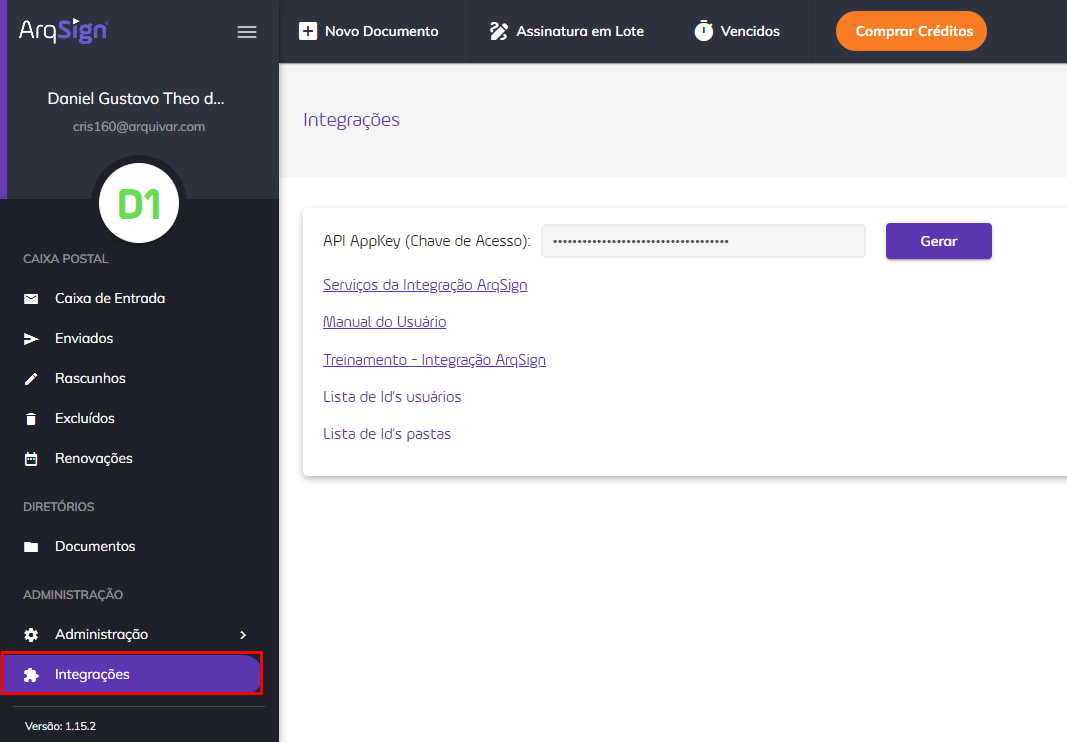 ArqSign
Novo Documento
Assinatura em Lote
Vencidos
Comprar Créditos
Daniel Gustavo Theo d...
cris160@arquivar.com
D1
CAIXA POSTAL
Caixa de Entrada
Enviados
Rascunhos
Excluídos
Renovações
DIRETÓRIOS
Documentos
ADMINISTRAÇÃO
Administração
Integrações
Versão: 1.15.2
Integrações
API AppKey (Chave de Acesso): ••••••••••••••••••••••••••••••••••••
Gerar
Serviços da Integração ArqSign
Manual do Usuário
Treinamento - Integração ArqSign
Lista de Id's usuários
Lista de Id's pastas